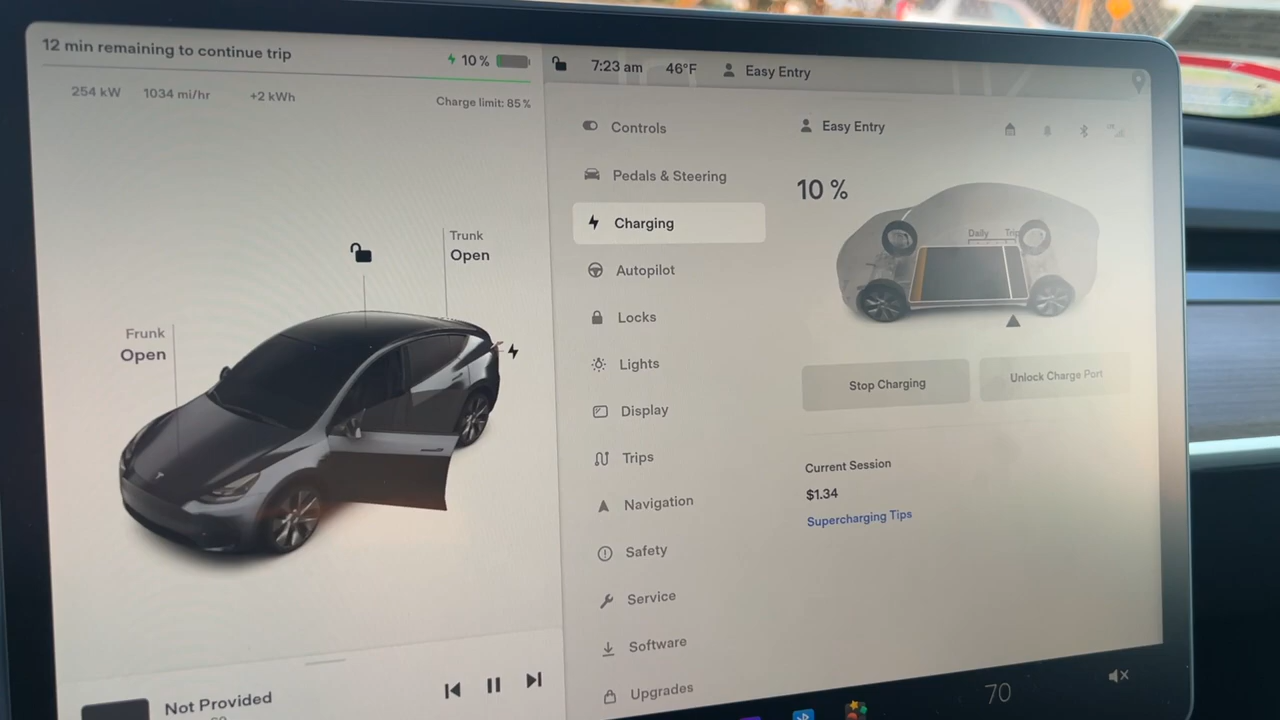 12 min remaining to continue trip
10 %
254 kW 1034 mi/hr +2 kWh
Charge limit: 85 %
7:23 am 46°F Easy Entry
Trunk
Open
Frunk
Open
Not Provided
Controls
Pedals & Steering
Charging
Autopilot
Locks
Lights
Display
Trips
Navigation
Safety
Service
Software
Upgrades
Easy Entry
10 %
Daily Trip
Stop Charging
Unlock Charge Port
Current Session
$1.34
Supercharging Tips
70